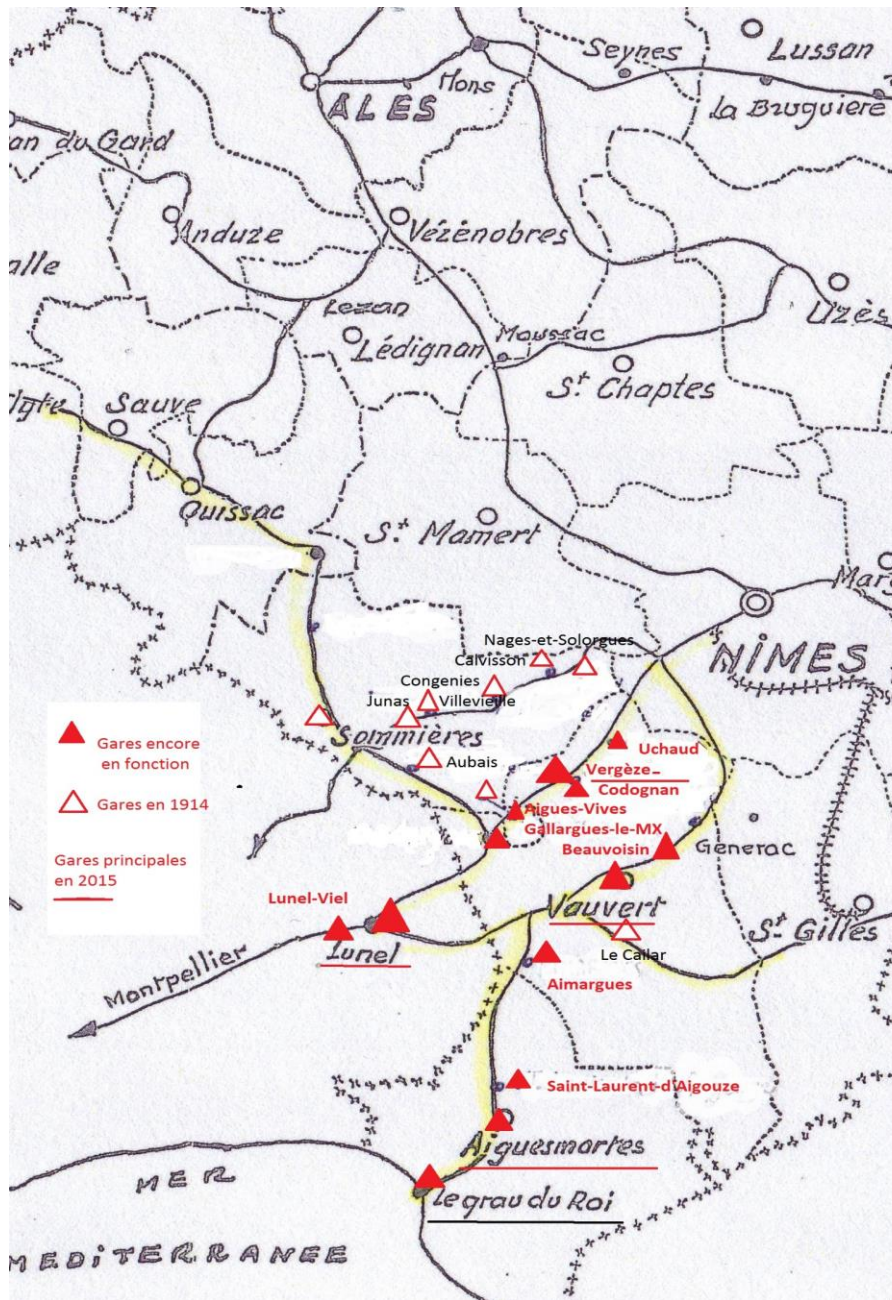 Lussan
Seynes
Mons
la Bruguiere
ALÈS
an du Gard
Anduze
Vézénobres
alle
Uzès
Lezan
Moussac
Lédignan
St Chaptes
Sauve
Quissac
St Mamert
Mar
NIMES
Nages-et-Solorgues
Calvisson
Congenies
Junas
Villevieille
Sommières
Aubais
Uchaud
Vergèze
Codognan
Aigues-Vives
Gallargues-le-MX
Beauvoisin
Générac
Gares encore
en fonction
Gares en 1914
Gares principales
en 2015
Lunel-Viel
Lunel
Vauvert
St Gilles
Le Cailar
Aimargues
Montpellier
Saint-Laurent-d'Aigouze
Aiguesmortes
le grau du Roi
MER
MEDITERRANEE